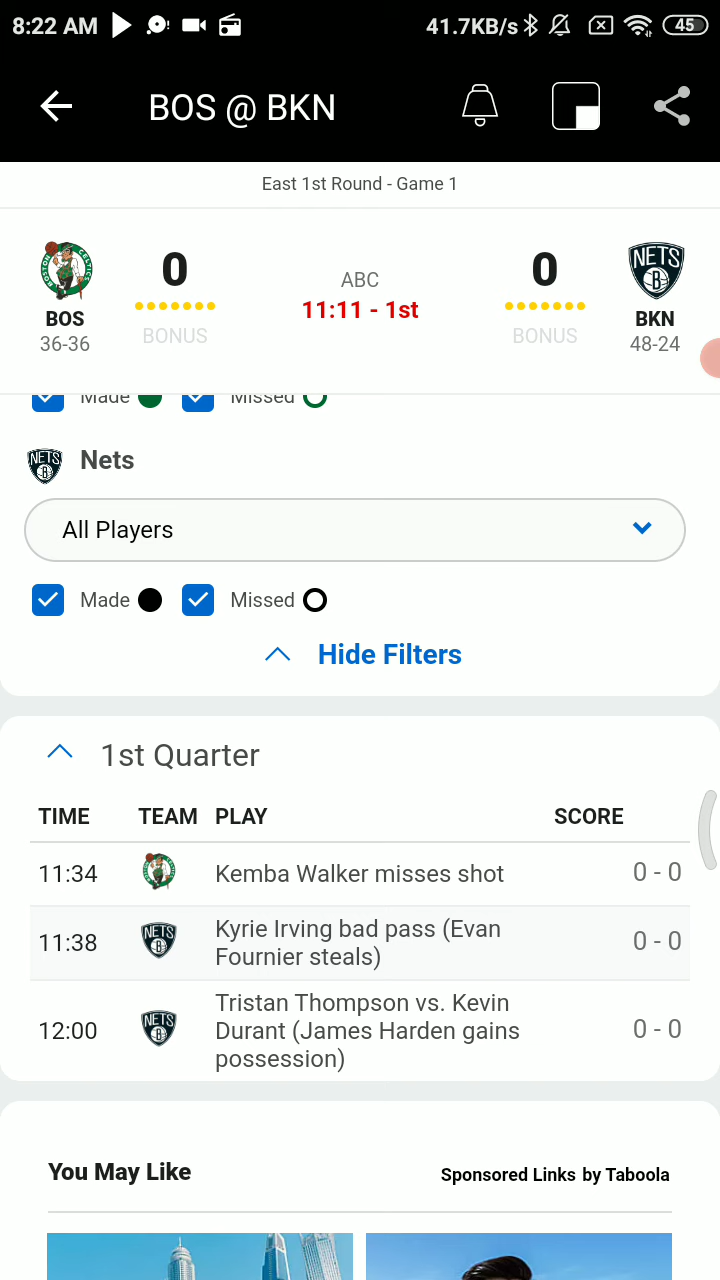 8:22 AM
41.7KB/s
45
BOS @ BKN
East 1st Round - Game 1
0
0
ABC
11:11 - 1st
BOS
36-36
BONUS
BONUS
NETS
B
BKN
48-24
Made
Missed
NETS
B
Nets
All Players
Made
Missed
Hide Filters
1st Quarter
TIME TEAM PLAY SCORE
11:34 Kemba Walker misses shot 0 - 0
11:38 NETS B Kyrie Irving bad pass (Evan
Fournier steals) 0 - 0
12:00 NETS B Tristan Thompson vs. Kevin
Durant (James Harden gains
possession) 0 - 0
You May Like
Sponsored Links by Taboola